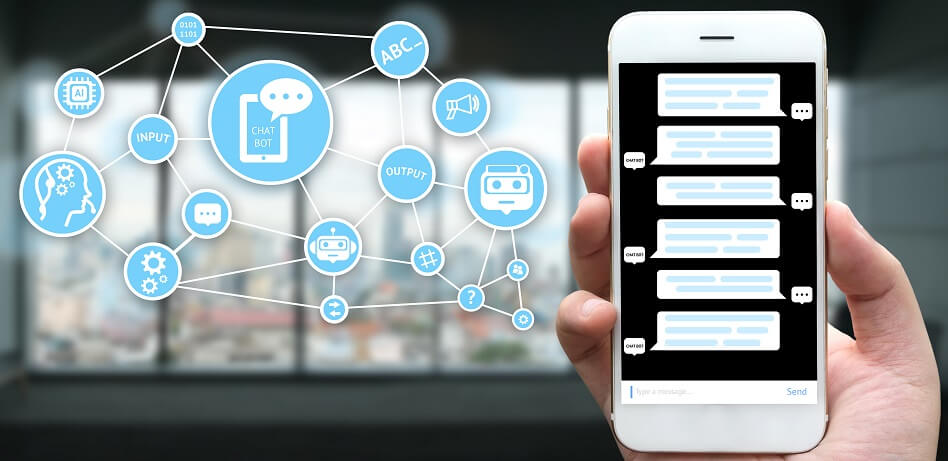 0101
1101
AI
ABC_
CHAT
BOT
INPUT
OUTPUT
#
?
CHAT BOT
CHAT BOT
CHAT BOT
Type a message...
Send